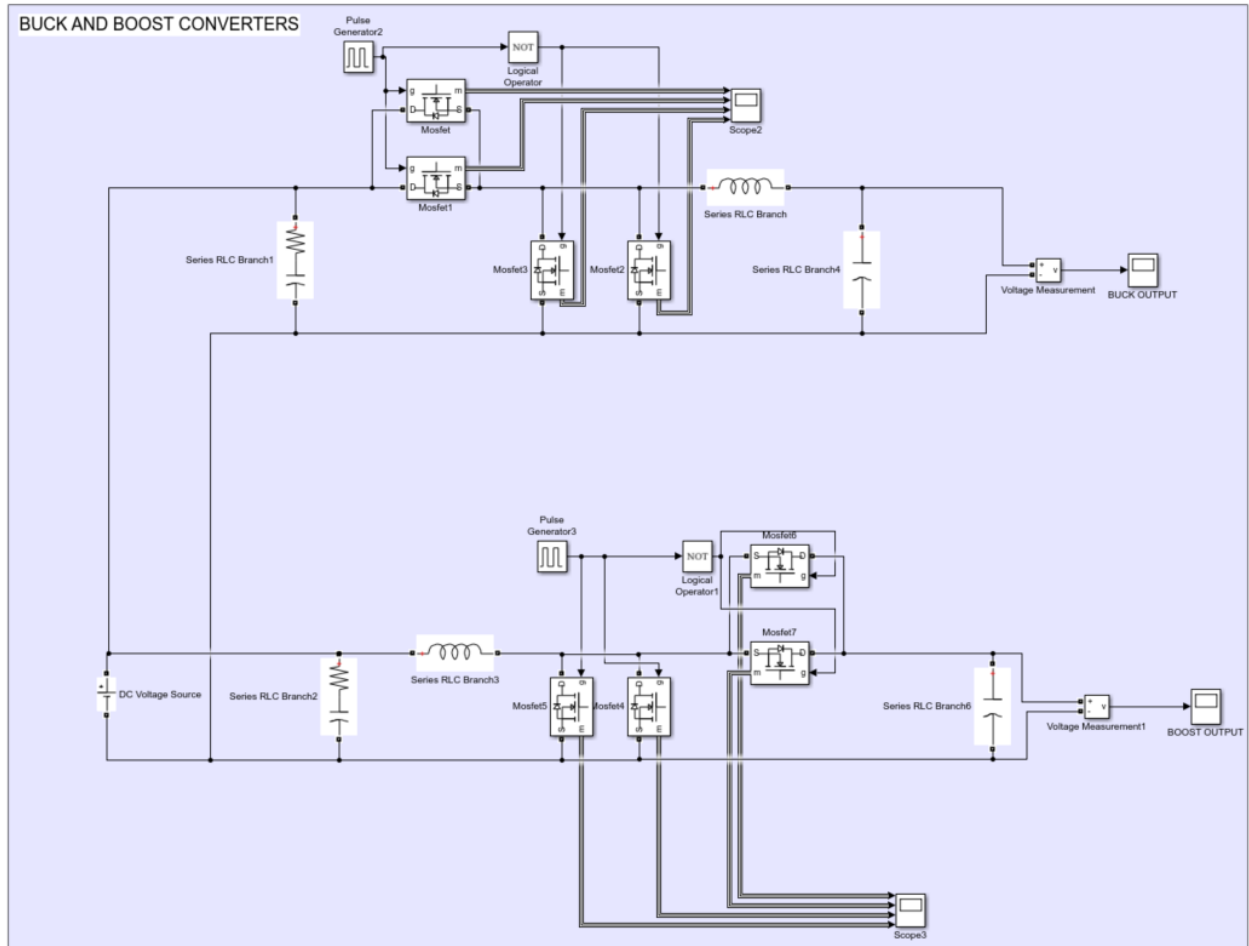 BUCK AND BOOST CONVERTERS
Pulse
Generator2
NOT
Logical
Operator
g
m
D
S
Mosfet
Scope2
g
m
D
S
Mosfet1
Series RLC Branch
Series RLC Branch1
Mosfet3
D
g
S
m
Mosfet2
D
g
S
m
Series RLC Branch4
+
-
v
Voltage Measurement
BUCK OUTPUT
Pulse
Generator3
NOT
Logical
Operator1
Mosfet6
S
D
m
g
Mosfet7
S
D
m
g
Series RLC Branch3
+
DC Voltage Source
Series RLC Branch2
Mosfet5
D
g
S
m
Mosfet4
D
g
S
m
Series RLC Branch6
+
-
v
Voltage Measurement1
BOOST OUTPUT
Scope3